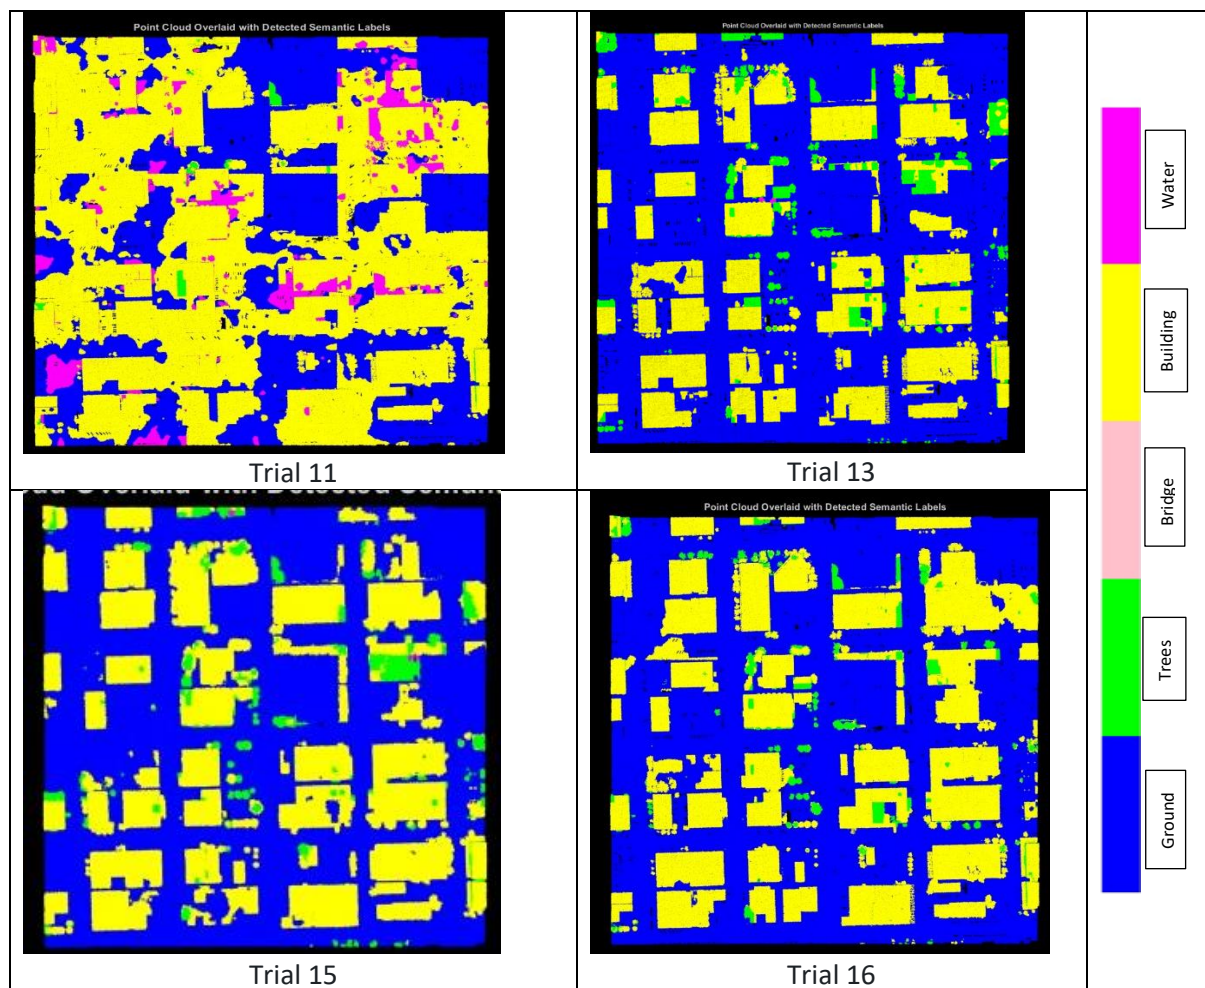 Point Cloud Overlaid with Detected Semantic Labels
Trial 11
Point Cloud Overlaid with Detected Semantic Labels
Trial 13
Trial 15
Point Cloud Overlaid with Detected Semantic Labels
Trial 16
Water
Building
Bridge
Trees
Ground